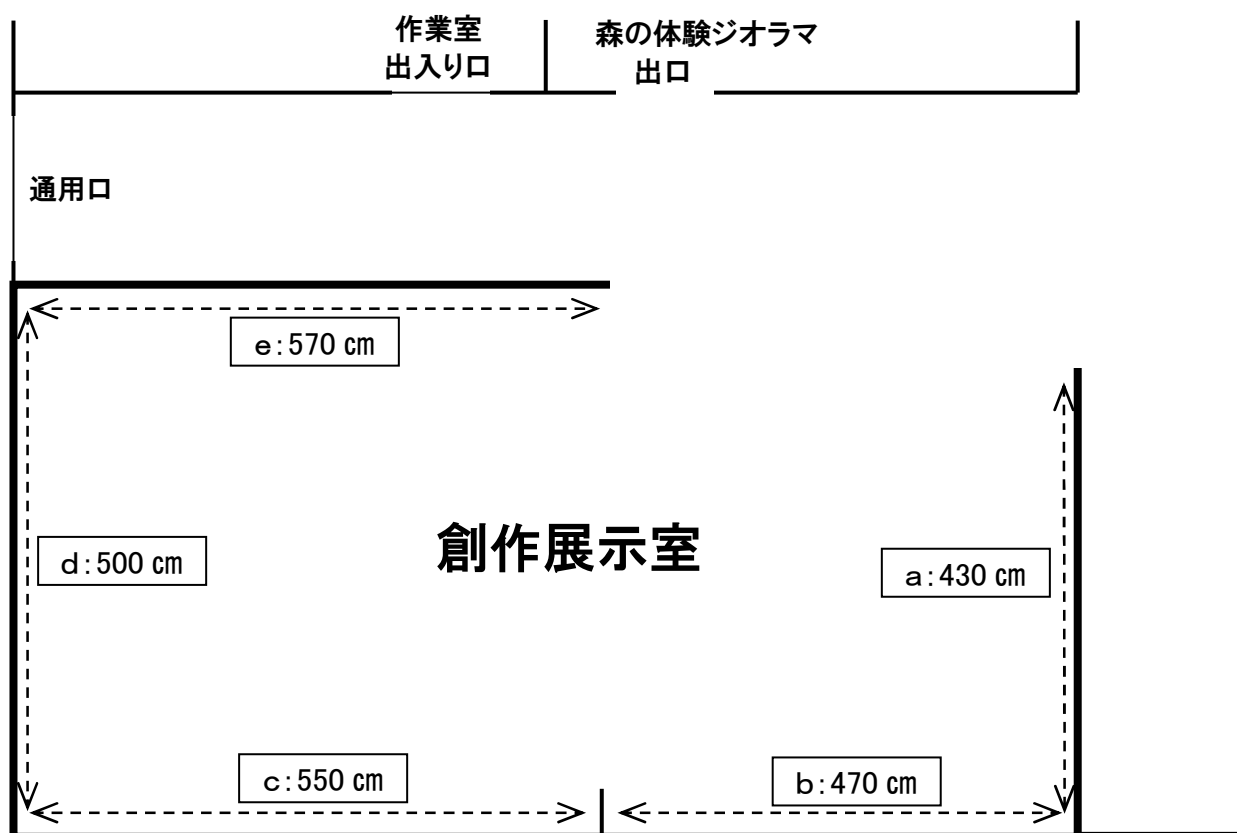 作業室
出入り口
森の体験ジオラマ
出口
通用口
e:570 ㎝
創作展示室
d:500 ㎝
a:430 ㎝
c:550 ㎝
b:470 ㎝